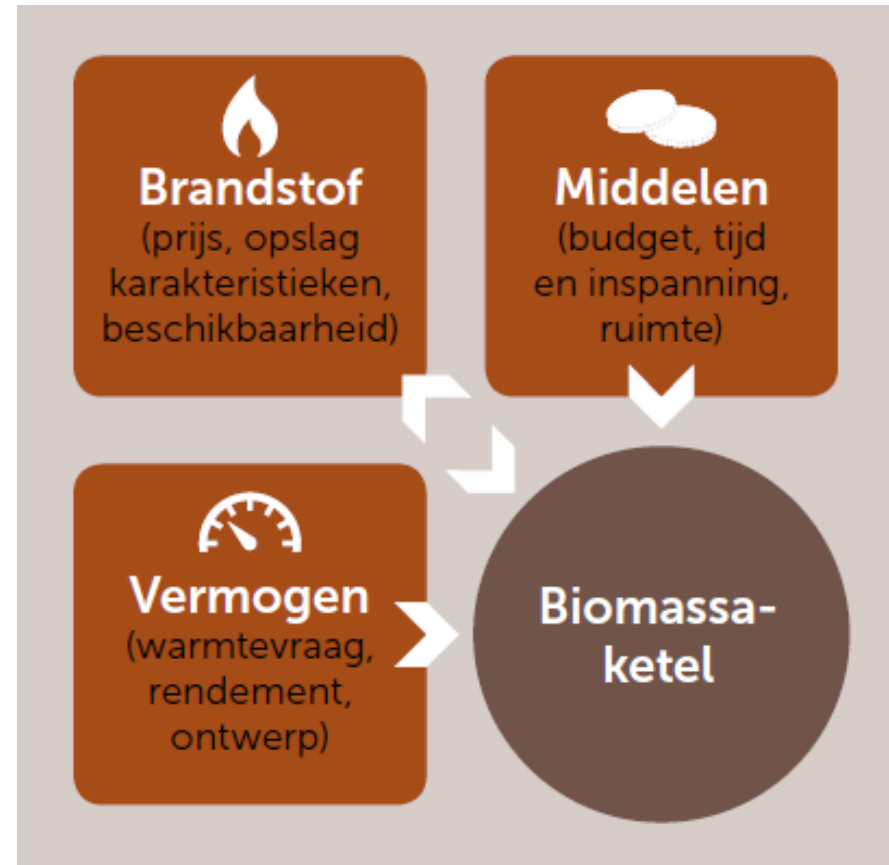 Brandstof
(prijs, opslag
karakteristieken,
beschikbaarheid)
Middelen
(budget, tijd
en inspanning,
ruimte)
Vermogen
(warmtevraag,
rendement,
ontwerp)
Biomassa-
ketel